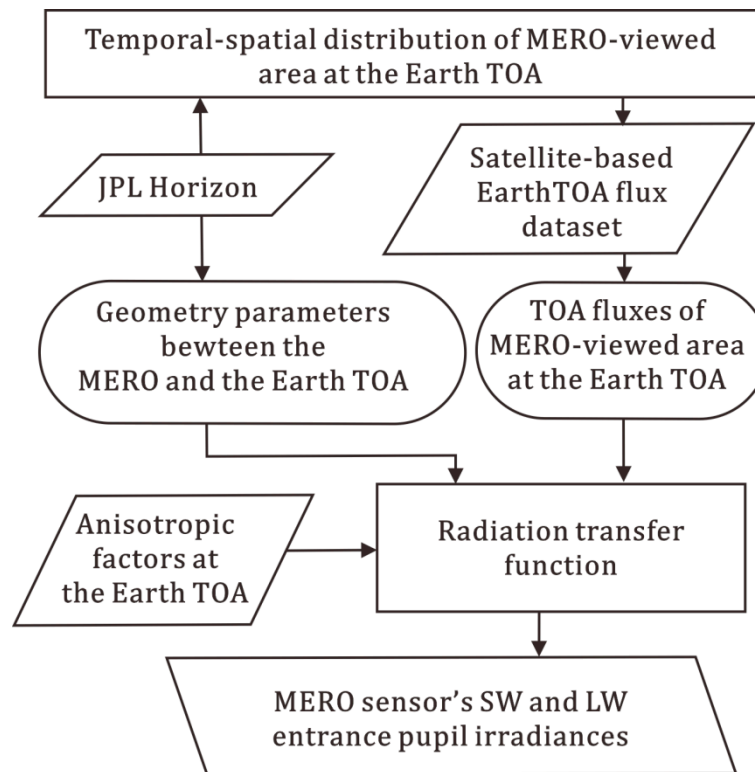 Temporal-spatial distribution of MERO-viewed
area at the Earth TOA
JPL Horizon
Satellite-based
EarthTOA flux
dataset
Geometry parameters
bewteen the
MERO and the Earth TOA
TOA fluxes of
MERO-viewed area
at the Earth TOA
Anisotropic
factors at
the Earth TOA
Radiation transfer
function
MERO sensor's SW and LW
entrance pupil irradiances